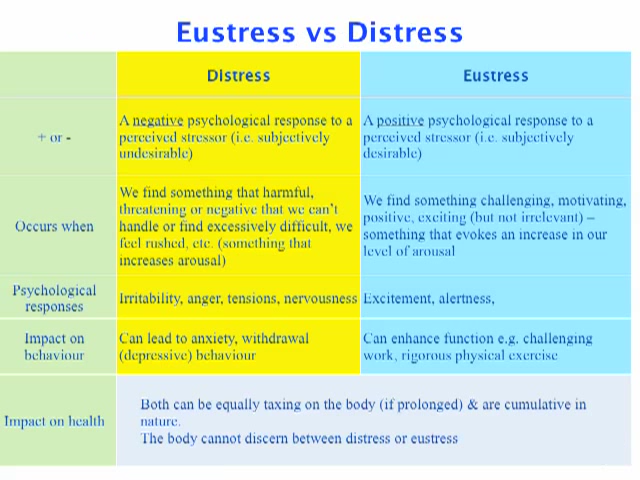 Eustress vs Distress
Distress
Eustress
+ or -
A negative psychological response to a
perceived stressor (i.e. subjectively
undesirable)
A positive psychological response to a
perceived stressor (i.e. subjectively
desirable)
Occurs when
We find something that harmful,
threatening or negative that we can't
handle or find excessively difficult, we
feel rushed, etc. (something that
increases arousal)
We find something challenging, motivating,
positive, exciting (but not irrelevant) –
something that evokes an increase in our
level of arousal
Psychological
responses
Irritability, anger, tensions, nervousness
Excitement, alertness,
Impact on
behaviour
Can lead to anxiety, withdrawal
(depressive) behaviour
Can enhance function e.g. challenging
work, rigorous physical exercise
Impact on health
Both can be equally taxing on the body (if prolonged) & are cumulative in
nature.
The body cannot discern between distress or eustress